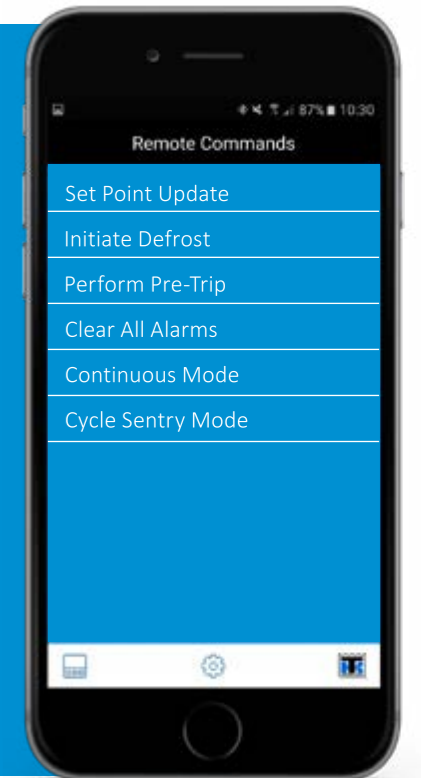 87% 10:30
Remote Commands
Set Point Update
Initiate Defrost
Perform Pre-Trip
Clear All Alarms
Continuous Mode
Cycle Sentry Mode